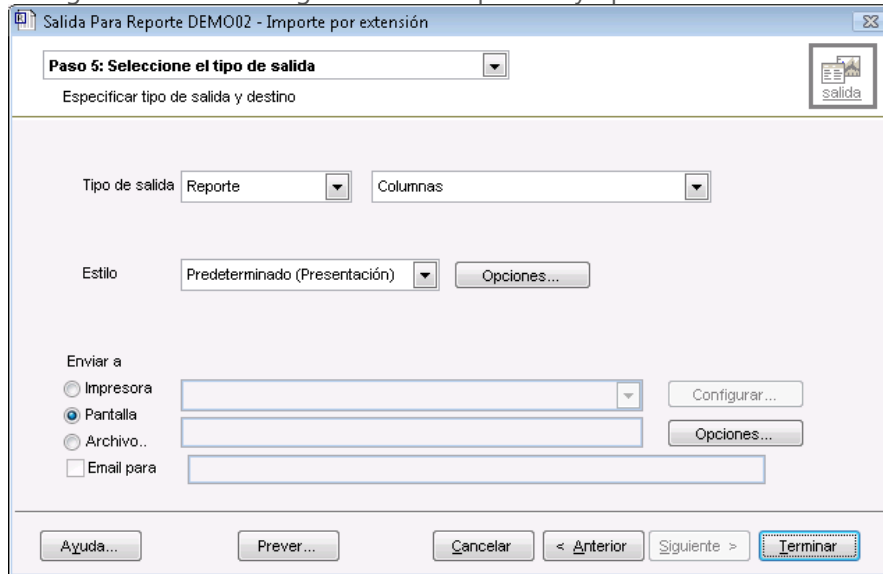 Salida Para Reporte DEMO02 - Importe por extensión
Paso 5: Seleccione el tipo de salida
Especificar tipo de salida y destino
salida
Tipo de salida Reporte Columnas
Estilo Predeterminado (Presentación) Opciones...
Enviar a
Impresora Configurar...
Pantalla
Archivo.. Opciones...
Email para
Ayuda... Prever... Cancelar < Anterior Siguiente > Terminar